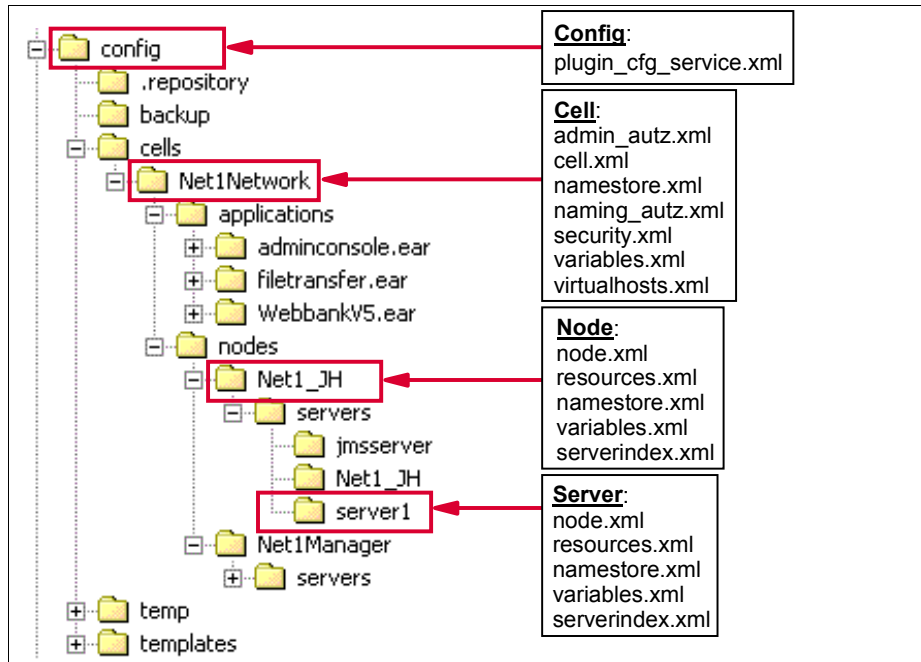 config
.repository
backup
cells
Net1Network
applications
adminconsole.ear
filetransfer.ear
WebbankV5.ear
nodes
Net1_JH
servers
jmsserver
Net1_JH
server1
Net1Manager
servers
temp
templates
Config:
plugin_cfg_service.xml
Cell:
admin_autz.xml
cell.xml
namestore.xml
naming_autz.xml
security.xml
variables.xml
virtualhosts.xml
Node:
node.xml
resources.xml
namestore.xml
variables.xml
serverindex.xml
Server:
node.xml
resources.xml
namestore.xml
variables.xml
serverindex.xml